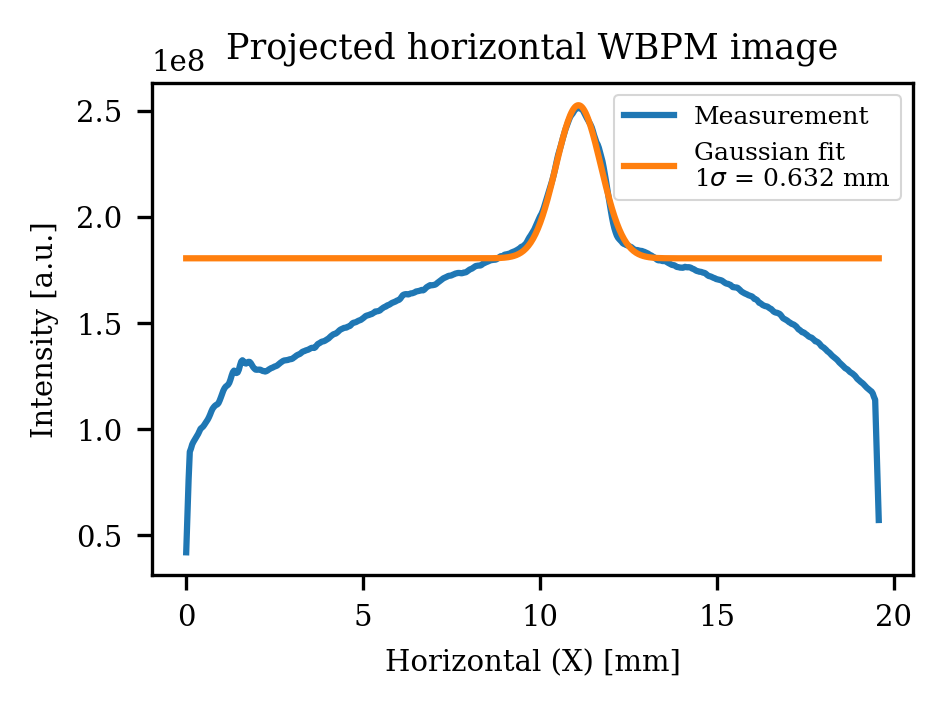 Projected horizontal WBPM image
1e8
2.5
2.0
1.5
1.0
0.5
Intensity [a.u.]
Measurement
Gaussian fit
1σ = 0.632 mm
0
5
10
15
20
Horizontal (X) [mm]